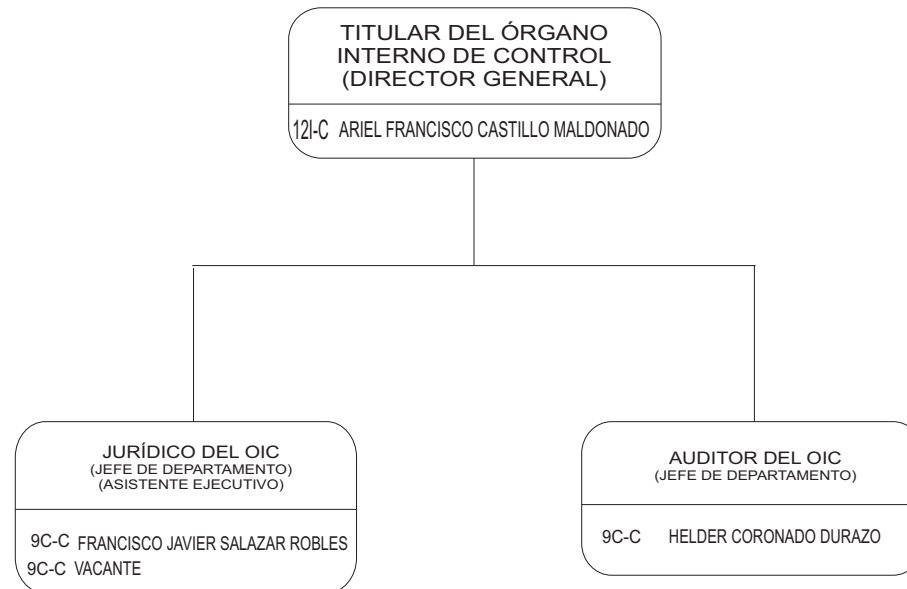 TITULAR DEL ÓRGANO
INTERNO DE CONTROL
(DIRECTOR GENERAL)
12I-C ARIEL FRANCISCO CASTILLO MALDONADO
JURÍDICO DEL OIC
(JEFE DE DEPARTAMENTO)
(ASISTENTE EJECUTIVO)
9C-C FRANCISCO JAVIER SALAZAR ROBLES
9C-C VACANTE
AUDITOR DEL OIC
(JEFE DE DEPARTAMENTO)
9C-C HELDER CORONADO DURAZO